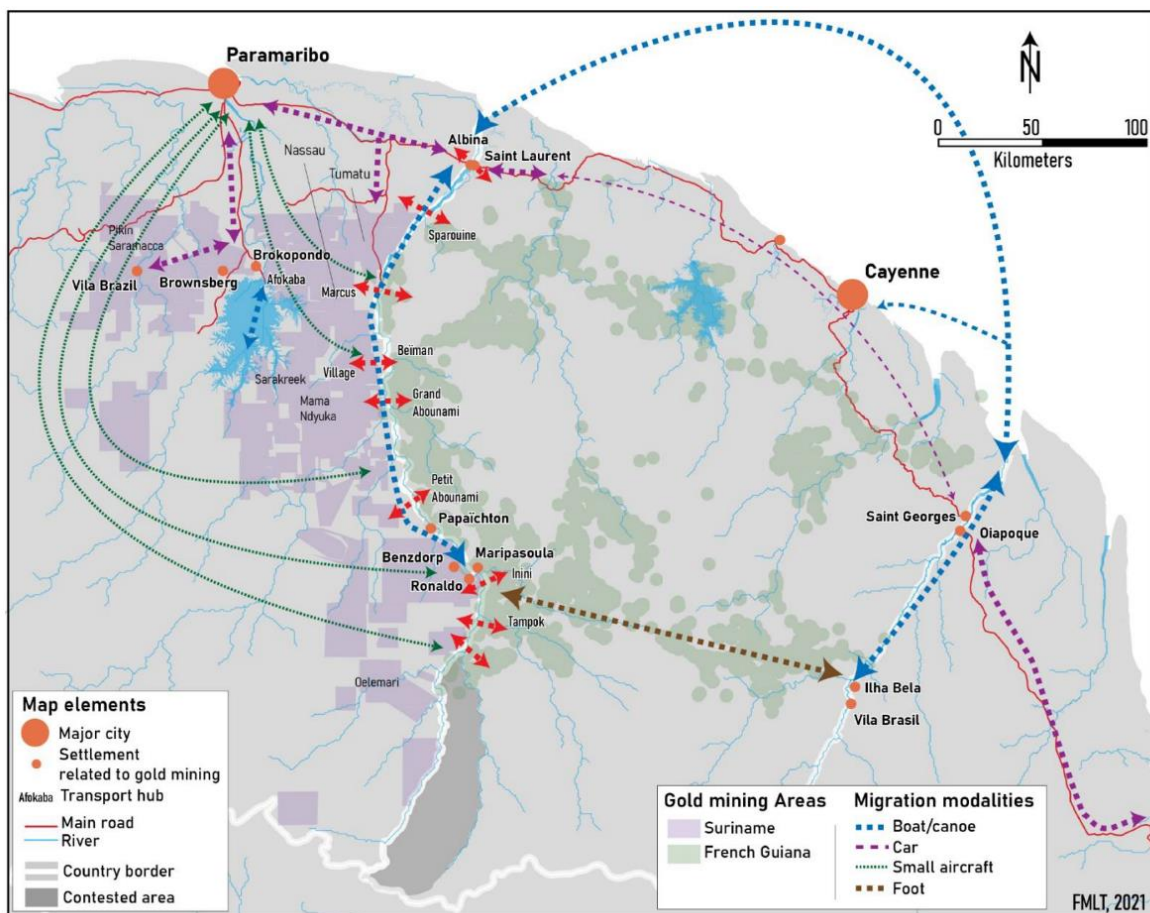 Paramaribo
N
0 50 100
Kilometers
Albina
Saint Laurent
Nassau
Tumatu
Sparouine
Pikin
Saramacca
Vila Brazil
Brownsberg
Brokopondo
Afokaba
Marcus
Cayenne
Beïman
Village
Sarakreek
Mama
Ndyuka
Grand
Abounami
Petit
Abounami
Papaïchton
Benzdorp
Maripasoula
Ronaldo
Inini
Tampok
Oelemari
Saint Georges
Oiapoque
Ilha Bela
Vila Brasil
Map elements
Major city
Settlement
related to gold mining
Afokaba Transport hub
Main road
River
Country border
Contested area
Gold mining Areas
Suriname
French Guiana
Migration modalities
Boat/canoe
Car
Small aircraft
Foot
FMLT, 2021